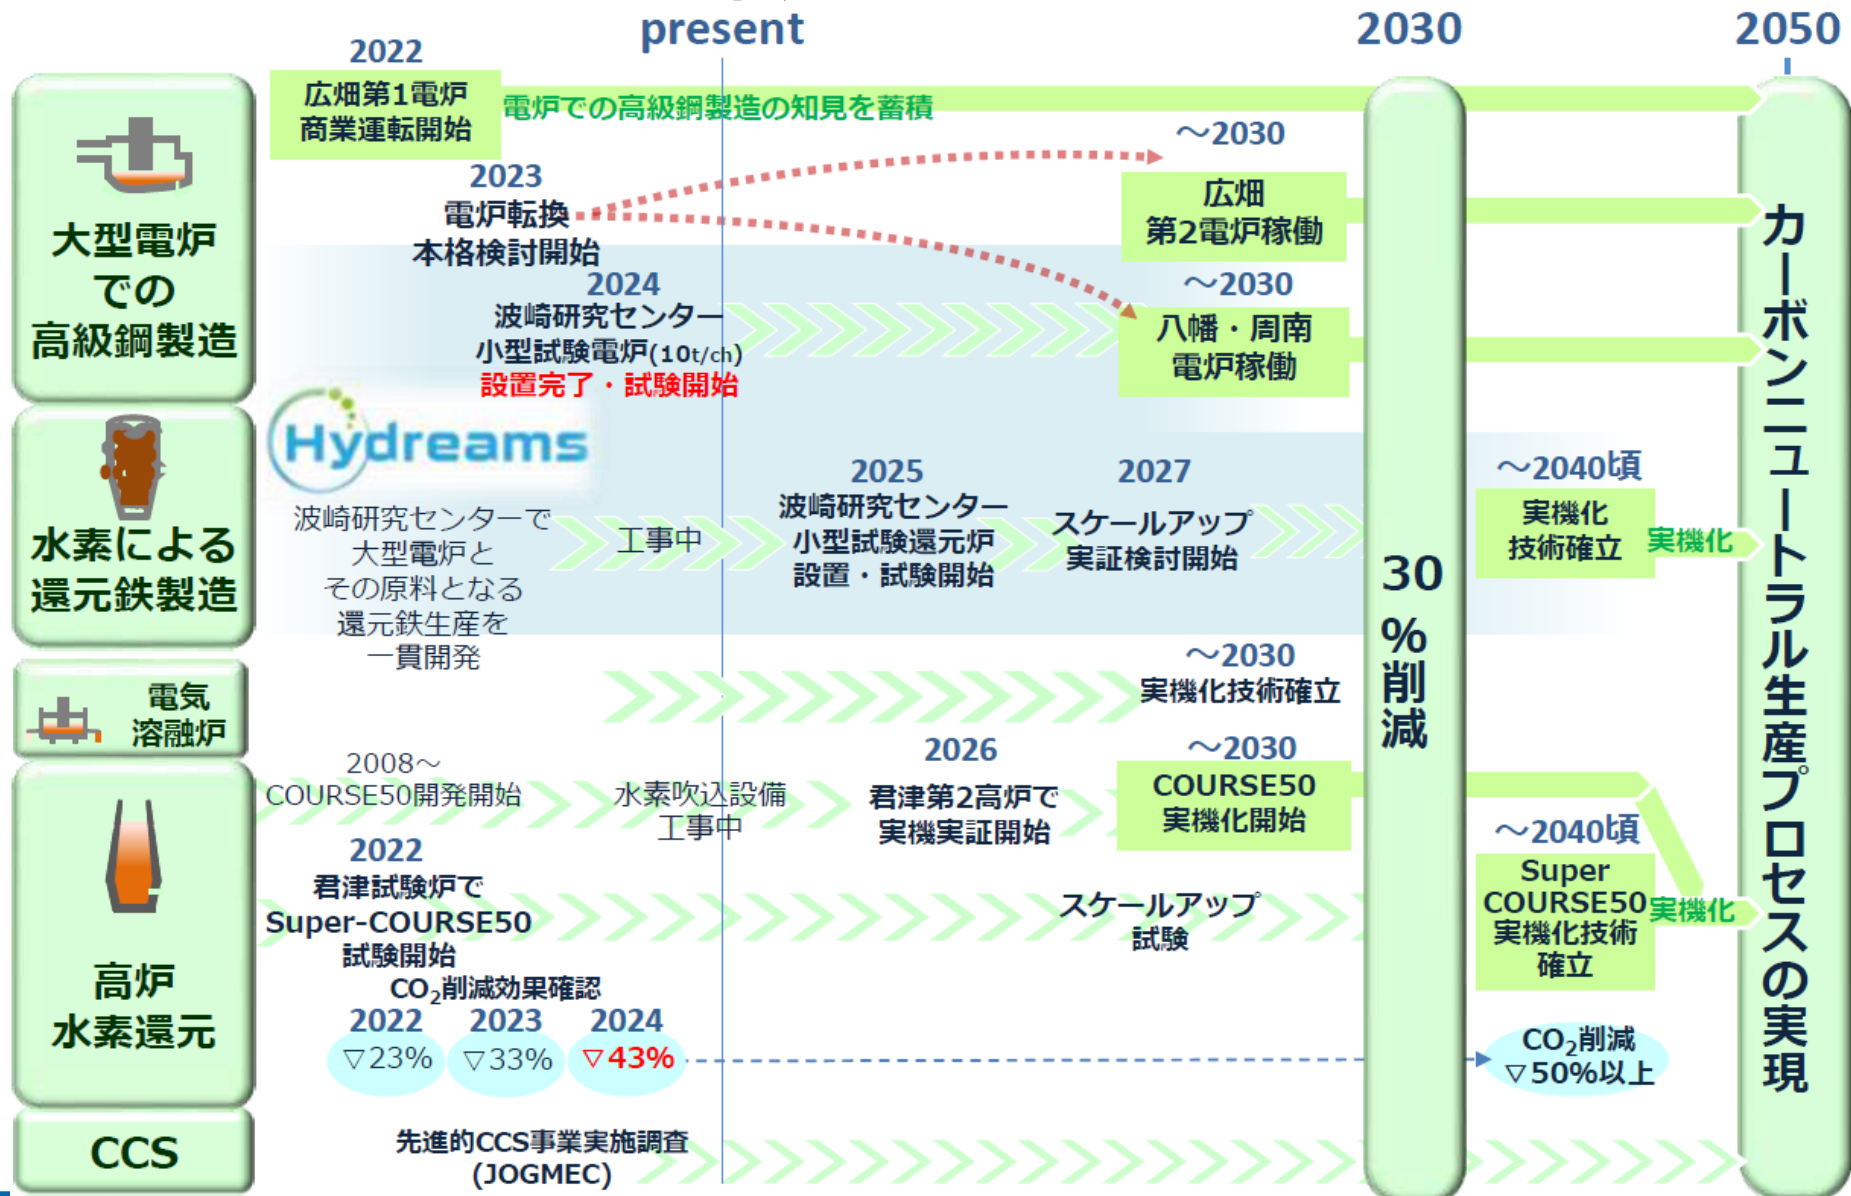 present
2030
2050
大型電炉
での
高級鋼製造
2022
広畑第1電炉
商業運転開始
電炉での高級鋼製造の知見を蓄積
2023
電炉転換
本格検討開始
～2030
広畑
第2電炉稼働
2024
波崎研究センター
小型試験電炉(10t/ch)
設置完了・試験開始
～2030
八幡・周南
電炉稼働
水素による
還元鉄製造
Hydreams
波崎研究センターで
大型電炉と
その原料となる
還元鉄生産を
一貫開発
工事中
2025
波崎研究センター
小型試験還元炉
設置・試験開始
2027
スケールアップ
実証検討開始
～2040頃
実機化
技術確立
実機化
電気
溶融炉
～2030
実機化技術確立
高炉
水素還元
2008～
COURSE50開発開始
水素吹込設備
工事中
2026
君津第2高炉で
実機実証開始
～2030
COURSE50
実機化開始
2022
君津試験炉で
Super-COURSE50
試験開始
スケールアップ
試験
～2040頃
Super
COURSE50
実機化技術
確立
実機化
CO2削減効果確認
2022
▽23%
2023
▽33%
2024
▽43%
CO2削減
▽50%以上
CCS
先進的CCS事業実施調査
(JOGMEC)
30
%削減
カーボンニュートラル生産プロセスの実現